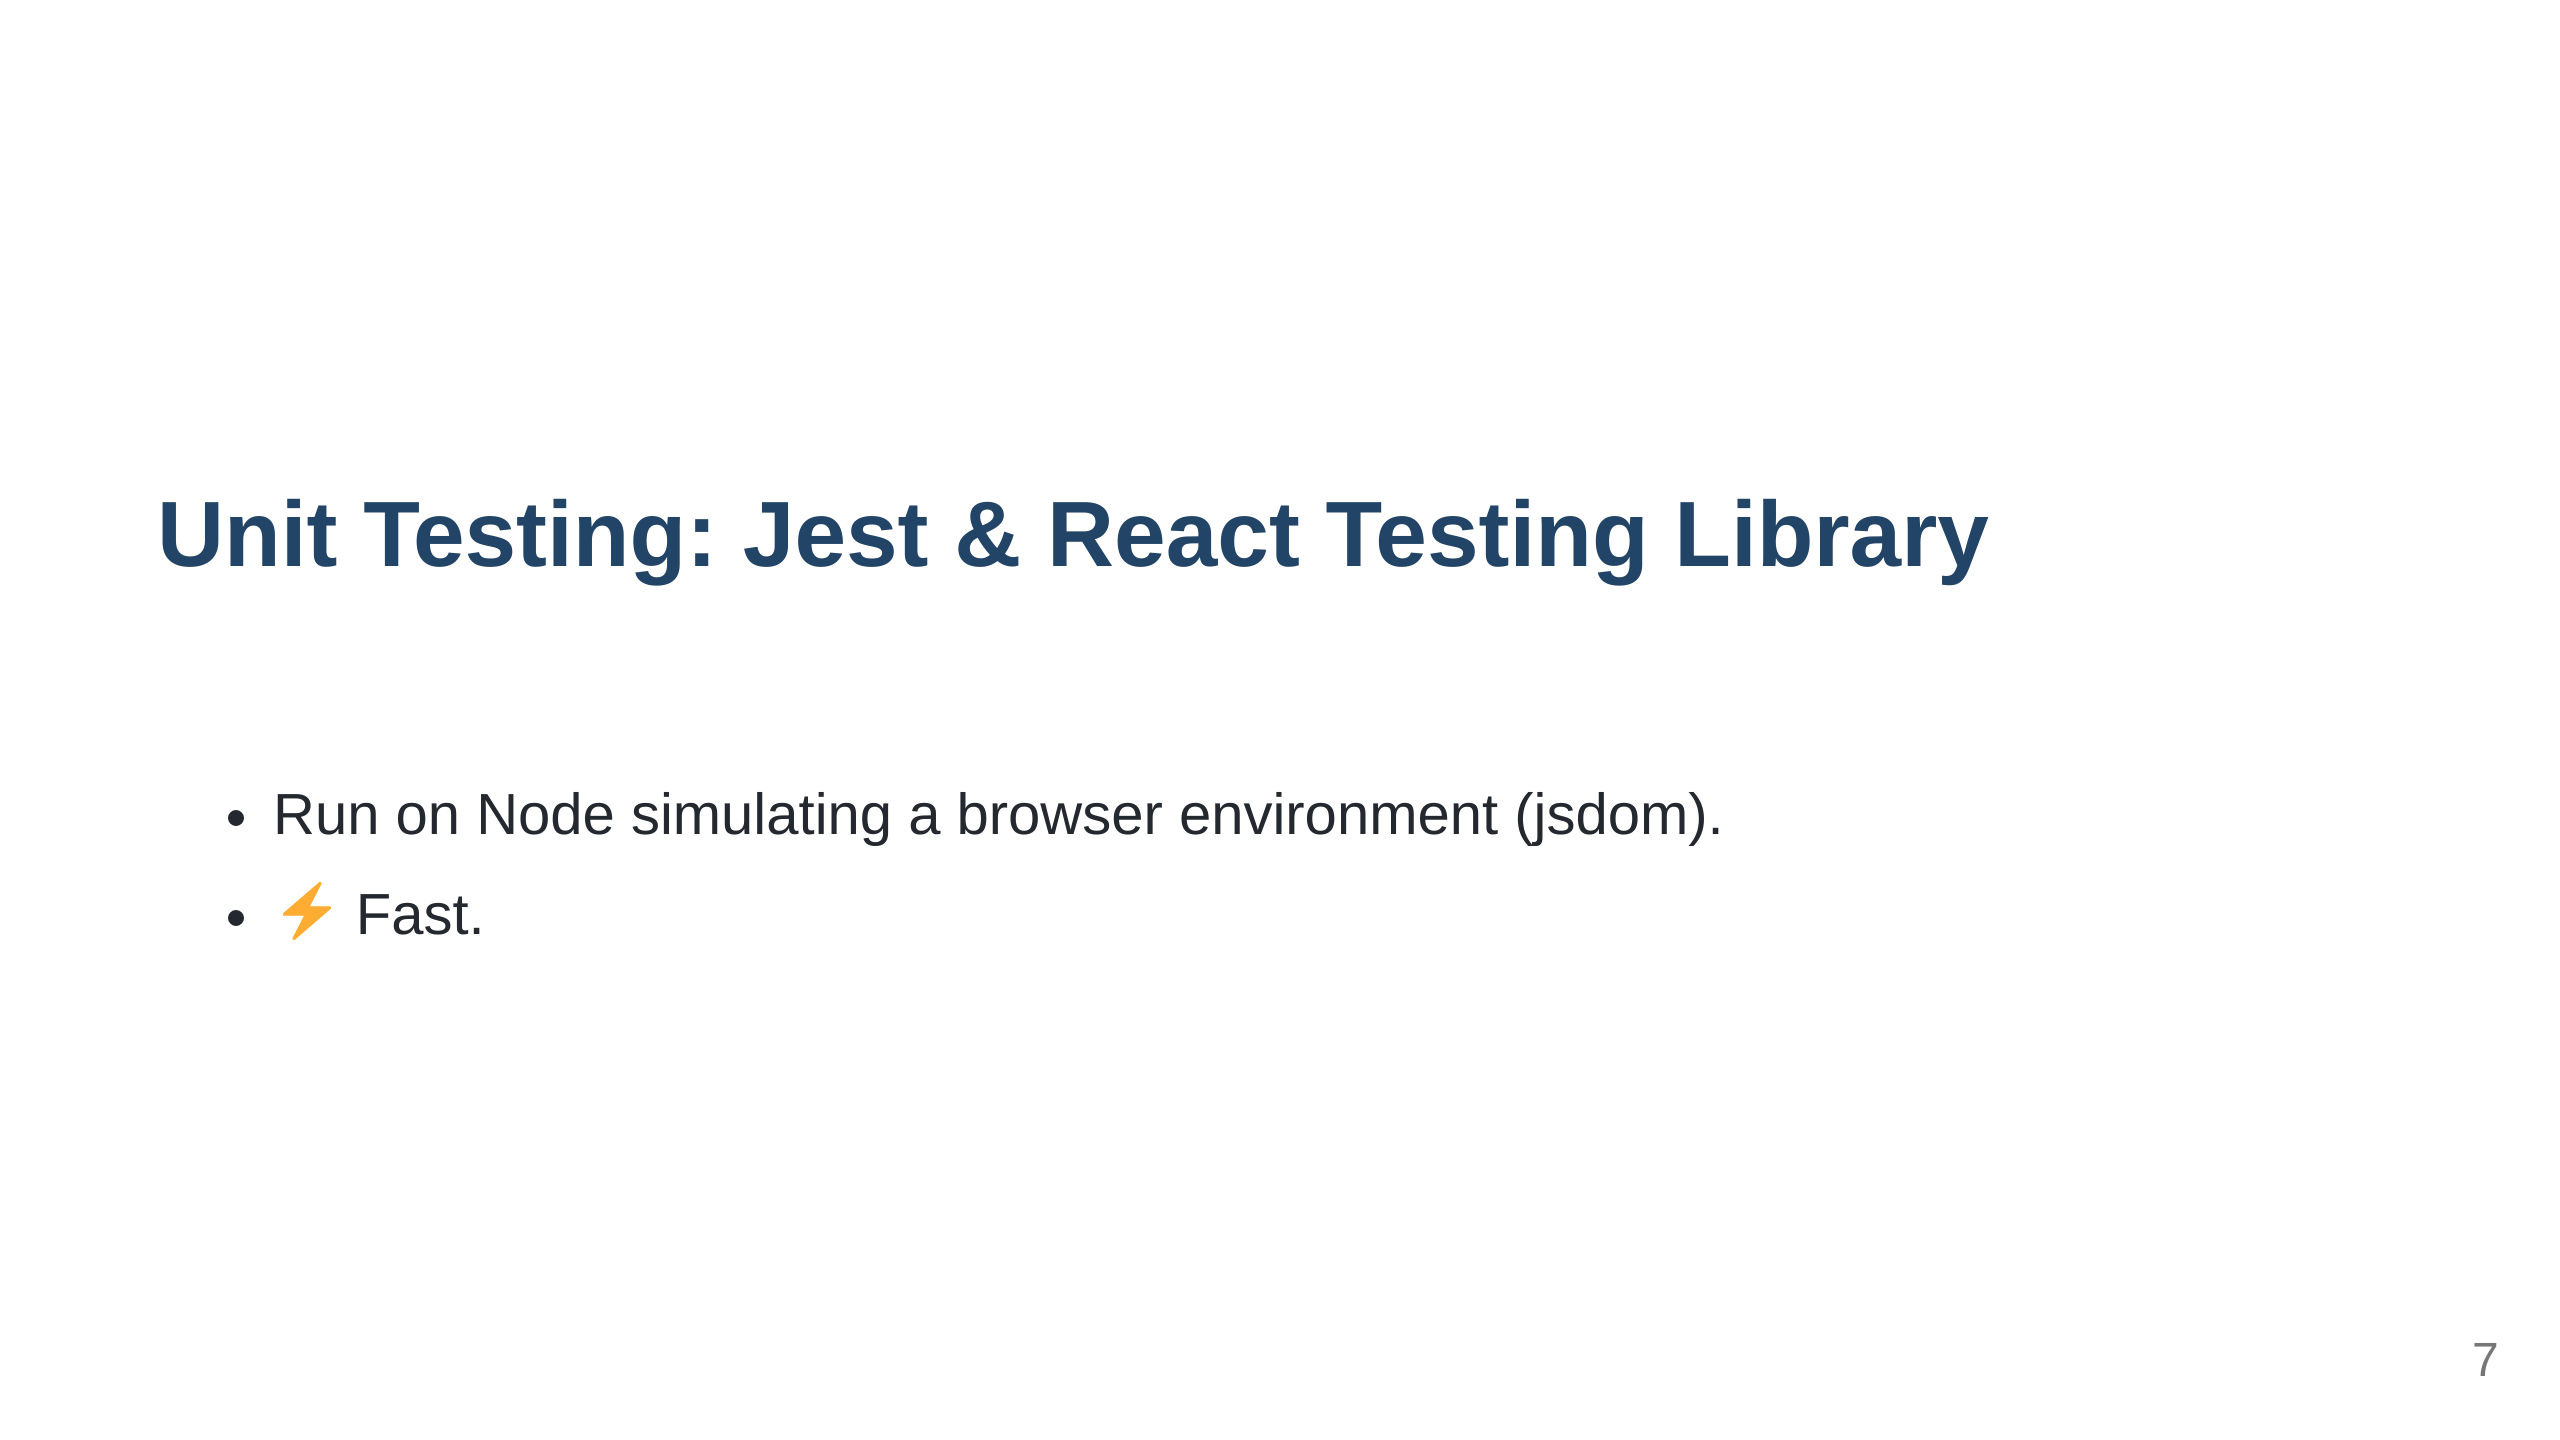 Unit Testing: Jest & React Testing Library
• Run on Node simulating a browser environment (jsdom).
• ⚡ Fast.
7